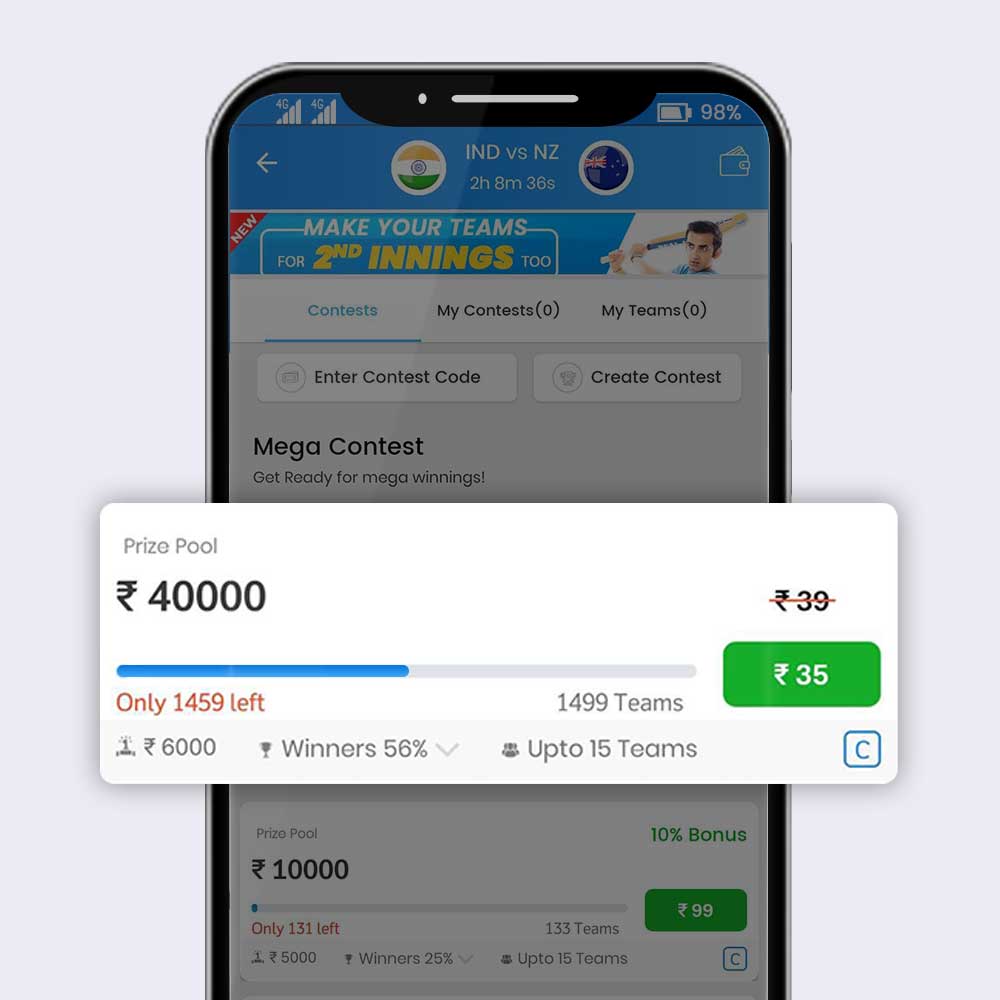 4G 4G 98%
IND vs NZ
2h 8m 36s
NEW
MAKE YOUR TEAMS
FOR 2ND INNINGS TOO
Contests My Contests(0) My Teams(0)
Enter Contest Code Create Contest
Mega Contest
Get Ready for mega winnings!
Prize Pool
₹ 40000 ₹ 39
₹ 35
Only 1459 left 1499 Teams
₹ 6000 Winners 56% Upto 15 Teams C
Prize Pool 10% Bonus
₹ 10000
₹ 99
Only 131 left 133 Teams
₹ 5000 Winners 25% Upto 15 Teams C